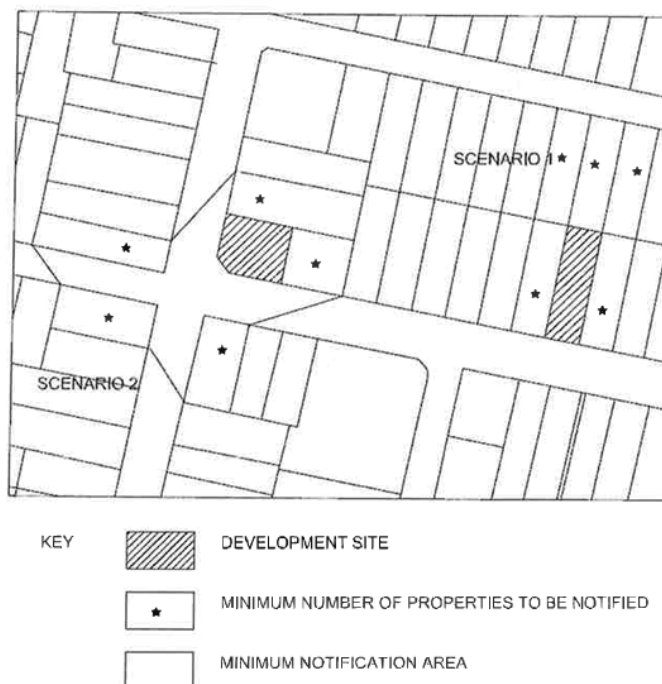 SCENARIO 1
SCENARIO 2
KEY
DEVELOPMENT SITE
MINIMUM NUMBER OF PROPERTIES TO BE NOTIFIED
MINIMUM NOTIFICATION AREA